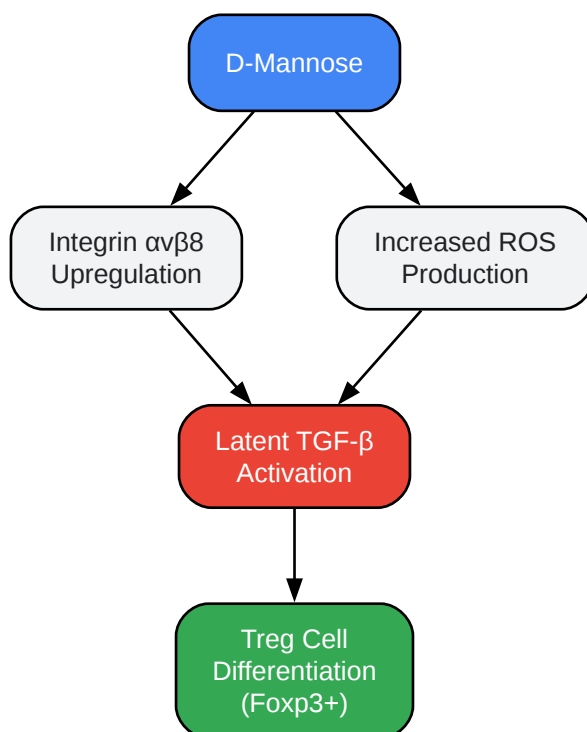 D-Mannose
Integrin αvβ8
Upregulation
Increased ROS
Production
Latent TGF-β
Activation
Treg Cell
Differentiation
(Foxp3+)